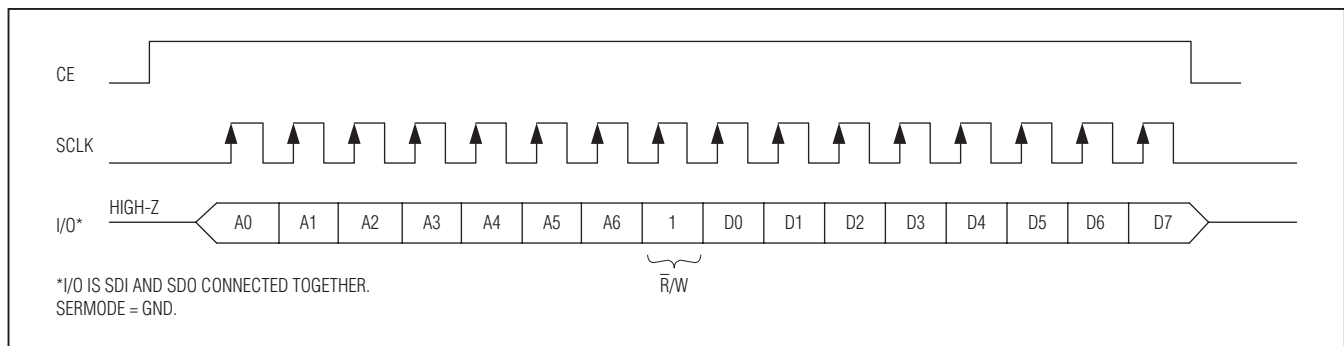 CE
SCLK
I/O*
HIGH-Z
A0 A1 A2 A3 A4 A5 A6 1 D0 D1 D2 D3 D4 D5 D6 D7
R̅/W
*I/O IS SDI AND SDO CONNECTED TOGETHER.
SERMODE = GND.